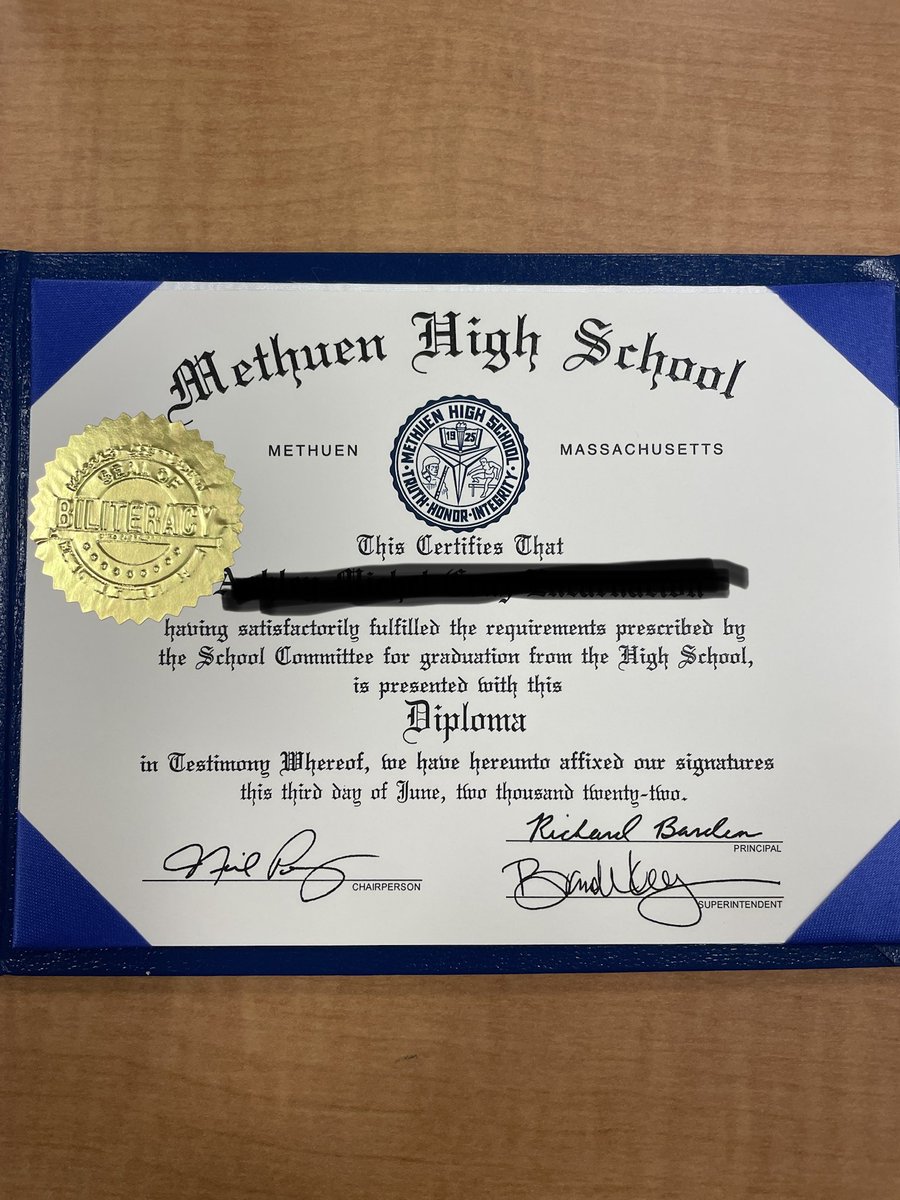 Methuen High School
METHUEN
MASSACHUSETTS
METHUEN HIGH SCHOOL
19 25
TRUTH·HONOR·INTEGRITY
SEAL OF
BILITERACY
This Certifies That
having satisfactorily fulfilled the requirements prescribed by
the School Committee for graduation from the High School,
is presented with this
Diploma
in Testimony Whereof, we have hereunto affixed our signatures
this third day of June, two thousand twenty-two.
Richard Barden
PRINCIPAL
Neil
CHAIRPERSON
SUPERINTENDENT